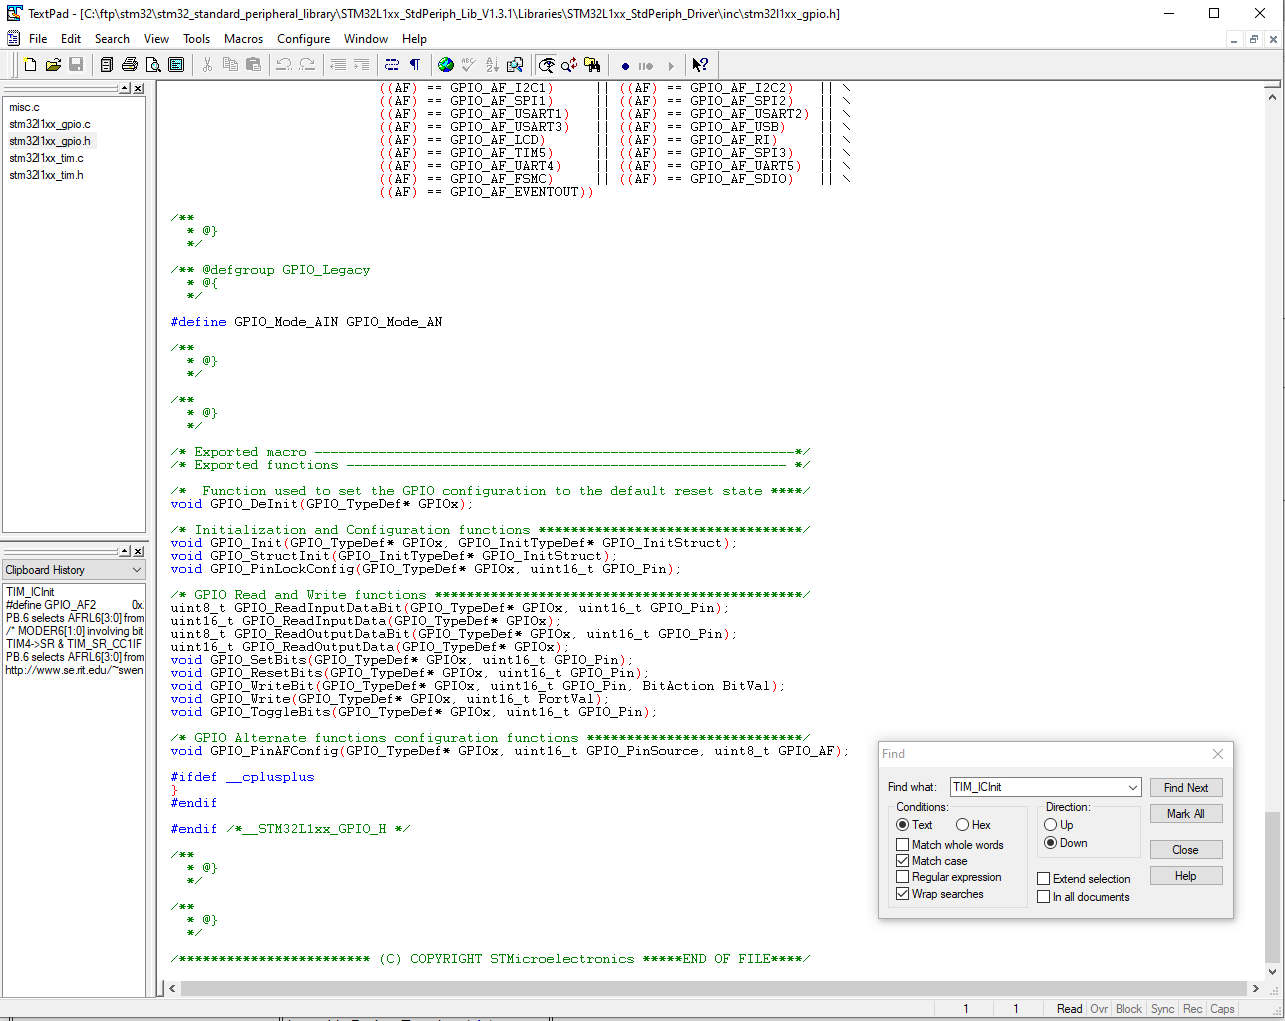 TextPad - [C:\ftp\stm32\stm32_standard_peripheral_library\STM32L1xx_StdPeriph_Lib_V1.3.1\Libraries\STM32L1xx_StdPeriph_Driver\inc\stm32l1xx_gpio.h]
File Edit Search View Tools Macros Configure Window Help
misc.c
stm32l1xx_gpio.c
stm32l1xx_gpio.h
stm32l1xx_tim.c
stm32l1xx_tim.h
Clipboard History
TIM_ICInit
#define GPIO_AF2 0x.
PB.6 selects AFRL6[3:0] from
/* MODER6[1:0] involving bit
TIM4->SR & TIM_SR_CC1IF
PB.6 selects AFRL6[3:0] from
http://www.se.rit.edu/~swen
((AF) == GPIO_AF_I2C1) || ((AF) == GPIO_AF_I2C2) || \
((AF) == GPIO_AF_SPI1) || ((AF) == GPIO_AF_SPI2) || \
((AF) == GPIO_AF_USART1) || ((AF) == GPIO_AF_USART2) || \
((AF) == GPIO_AF_USART3) || ((AF) == GPIO_AF_USB) || \
((AF) == GPIO_AF_LCD) || ((AF) == GPIO_AF_RI) || \
((AF) == GPIO_AF_TIM5) || ((AF) == GPIO_AF_SPI3) || \
((AF) == GPIO_AF_UART4) || ((AF) == GPIO_AF_UART5) || \
((AF) == GPIO_AF_FSMC) || ((AF) == GPIO_AF_SDIO) || \
((AF) == GPIO_AF_EVENTOUT))
/**
* @}
*/
/** @defgroup GPIO_Legacy
* @{
*/
#define GPIO_Mode_AIN GPIO_Mode_AN
/**
* @}
*/
/**
* @}
*/
/* Exported macro ------------------------------------------------------------*/
/* Exported functions ------------------------------------------------------- */
/* Function used to set the GPIO configuration to the default reset state ****/
void GPIO_DeInit(GPIO_TypeDef* GPIOx);
/* Initialization and Configuration functions *********************************/
void GPIO_Init(GPIO_TypeDef* GPIOx, GPIO_InitTypeDef* GPIO_InitStruct);
void GPIO_StructInit(GPIO_InitTypeDef* GPIO_InitStruct);
void GPIO_PinLockConfig(GPIO_TypeDef* GPIOx, uint16_t GPIO_Pin);
/* GPIO Read and Write functions **********************************************/
uint8_t GPIO_ReadInputDataBit(GPIO_TypeDef* GPIOx, uint16_t GPIO_Pin);
uint16_t GPIO_ReadInputData(GPIO_TypeDef* GPIOx);
uint8_t GPIO_ReadOutputDataBit(GPIO_TypeDef* GPIOx, uint16_t GPIO_Pin);
uint16_t GPIO_ReadOutputData(GPIO_TypeDef* GPIOx);
void GPIO_SetBits(GPIO_TypeDef* GPIOx, uint16_t GPIO_Pin);
void GPIO_ResetBits(GPIO_TypeDef* GPIOx, uint16_t GPIO_Pin);
void GPIO_WriteBit(GPIO_TypeDef* GPIOx, uint16_t GPIO_Pin, BitAction BitVal);
void GPIO_Write(GPIO_TypeDef* GPIOx, uint16_t PortVal);
void GPIO_ToggleBits(GPIO_TypeDef* GPIOx, uint16_t GPIO_Pin);
/* GPIO Alternate functions configuration functions ***************************/
void GPIO_PinAFConfig(GPIO_TypeDef* GPIOx, uint16_t GPIO_PinSource, uint8_t GPIO_AF);
#ifdef __cplusplus
}
#endif
#endif /*__STM32L1xx_GPIO_H */
/**
* @}
*/
/**
* @}
*/
/************************ (C) COPYRIGHT STMicroelectronics *****END OF FILE****/
Find
Find what: TIM_ICInit Find Next
Conditions: Direction: Mark All
Text Hex Up
Match whole words Down Close
Match case
Regular expression Extend selection Help
Wrap searches In all documents
1 1 Read Ovr Block Sync Rec Caps